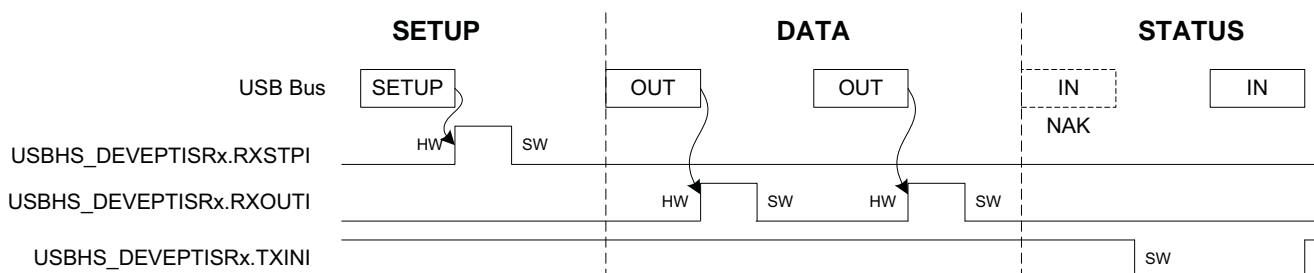 SETUP DATA STATUS
USB Bus SETUP OUT OUT IN IN
NAK
HW SW
USBHS_DEVEPTISRx.RXSTPI
USBHS_DEVEPTISRx.RXOUTI HW SW HW SW
USBHS_DEVEPTISRx.TXINI SW